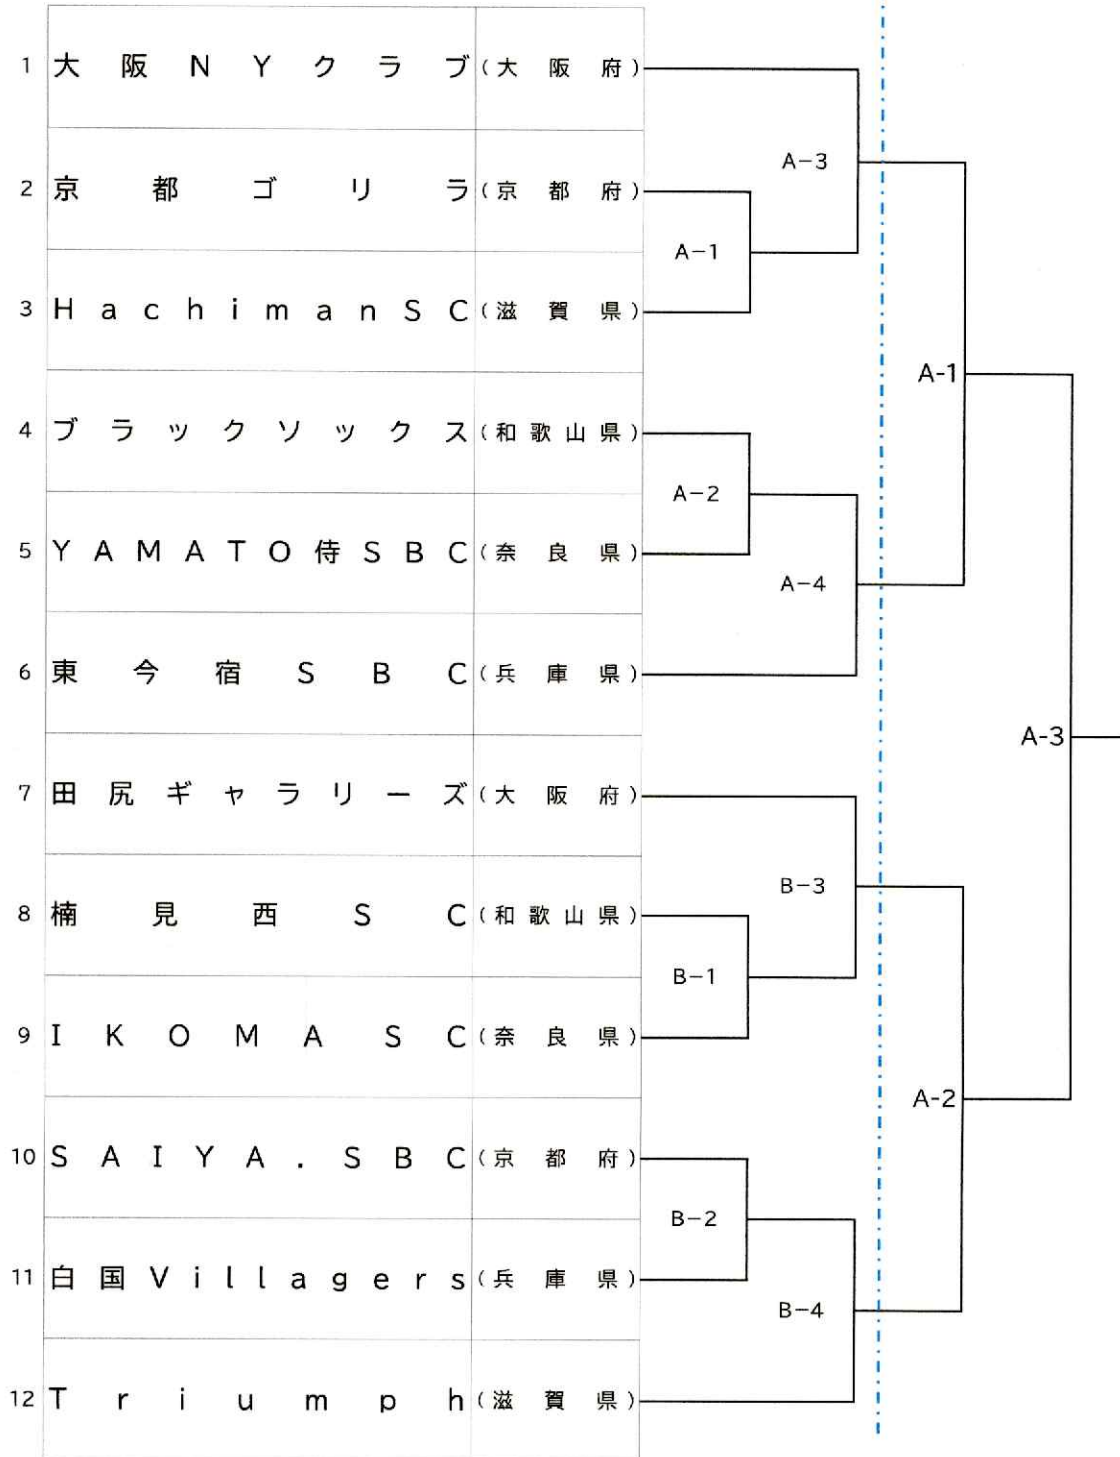 1 大阪NYクラブ (大阪府)
A-3
2 京都ゴリラ (京都府)
A-1
3 HachimanSC (滋賀県)
A-1
4 ブラックソックス (和歌山県)
A-2
5 YAMATO侍SBC (奈良県)
A-4
6 東今宿SBC (兵庫県)
A-3
7 田尻ギャラリーズ (大阪府)
B-3
8 楠見西SC (和歌山県)
B-1
9 IKOMASC (奈良県)
A-2
10 SAIYA.SBC (京都府)
B-2
11 白国Villagers (兵庫県)
B-4
12 Triumph (滋賀県)